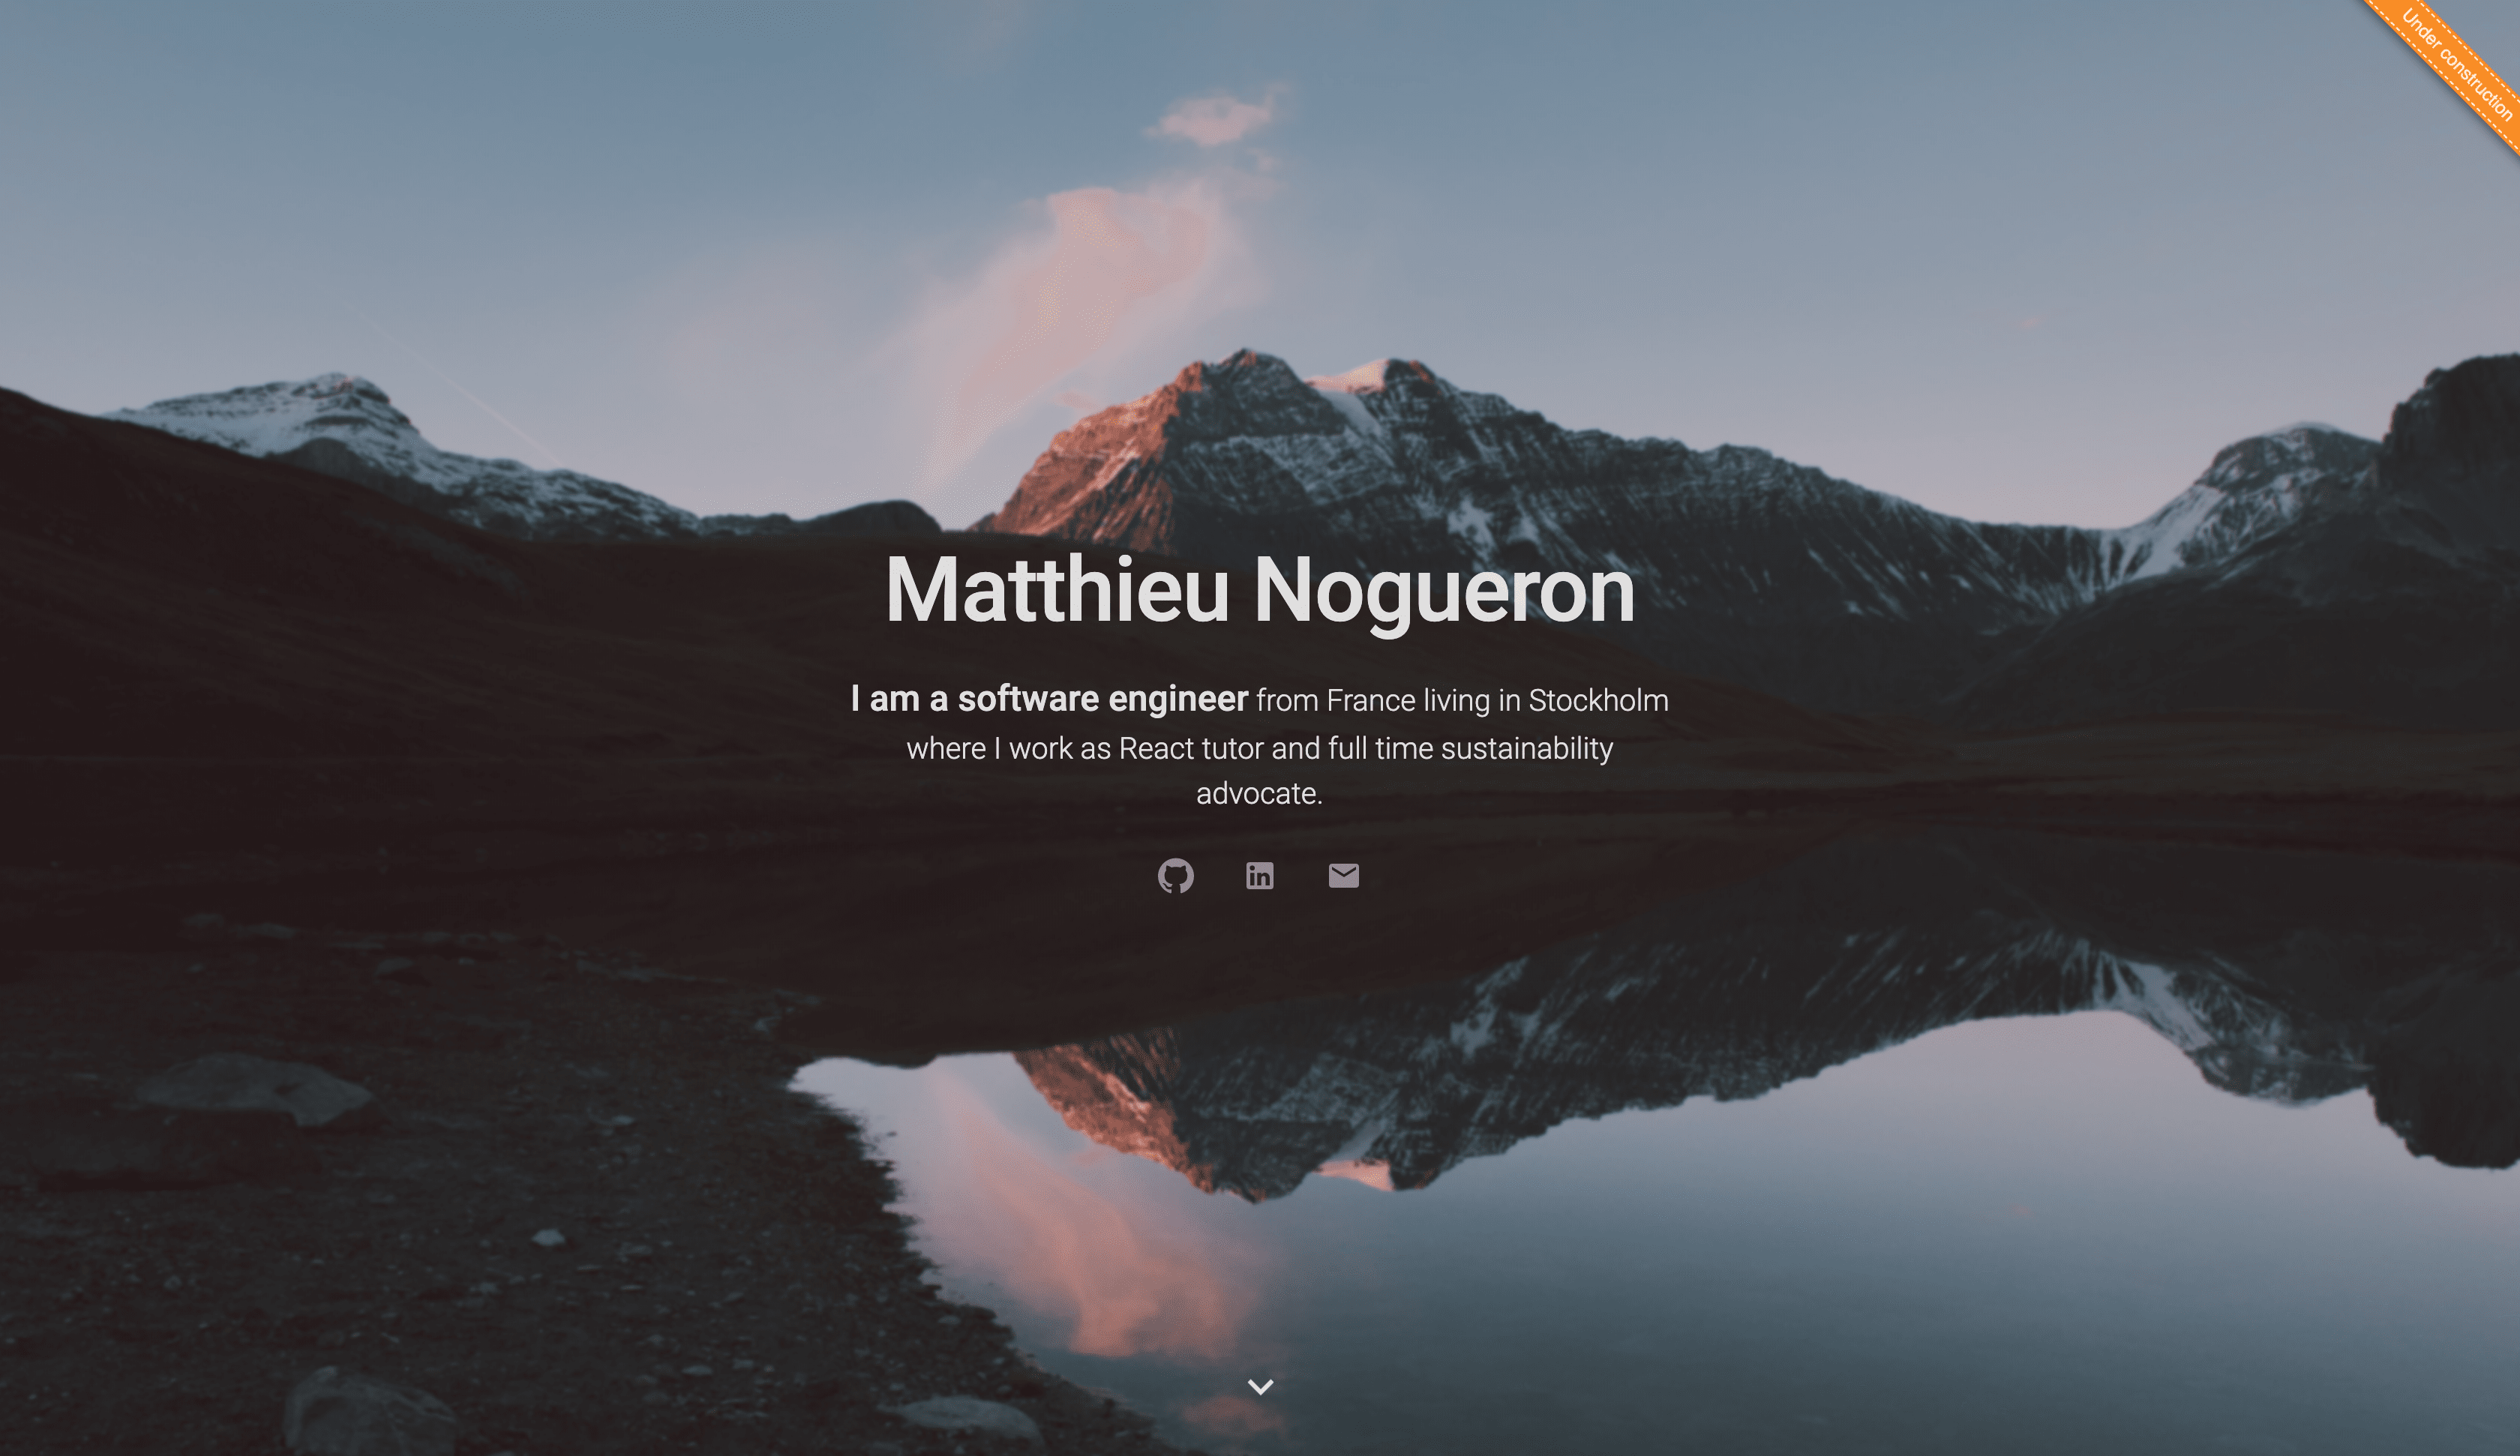 Under construction
Matthieu Nogueron
I am a software engineer from France living in Stockholm
where I work as React tutor and full time sustainability
advocate.
in